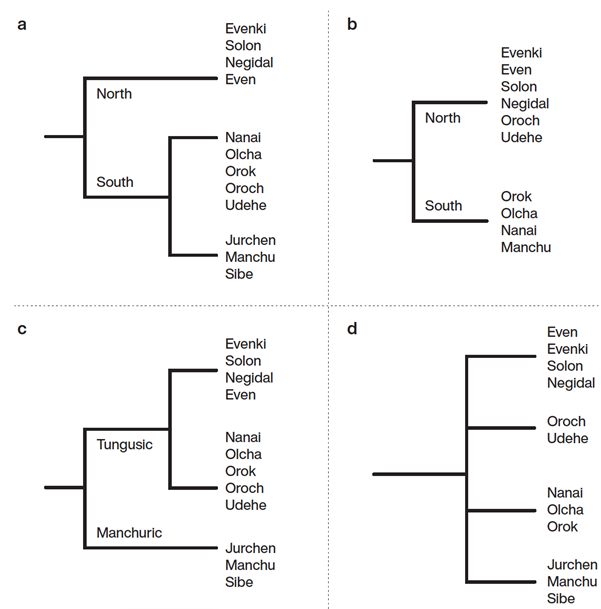 a
Evenki
Solon
Negidal
Even
North
Nanai
Olcha
Orok
Oroch
Udehe
South
Jurchen
Manchu
Sibe
b
Evenki
Even
Solon
Negidal
Oroch
Udehe
North
Orok
Olcha
Nanai
Manchu
South
c
Evenki
Solon
Negidal
Even
Tungusic
Nanai
Olcha
Orok
Oroch
Udehe
Manchuric
Jurchen
Manchu
Sibe
d
Even
Evenki
Solon
Negidal
Oroch
Udehe
Nanai
Olcha
Orok
Jurchen
Manchu
Sibe